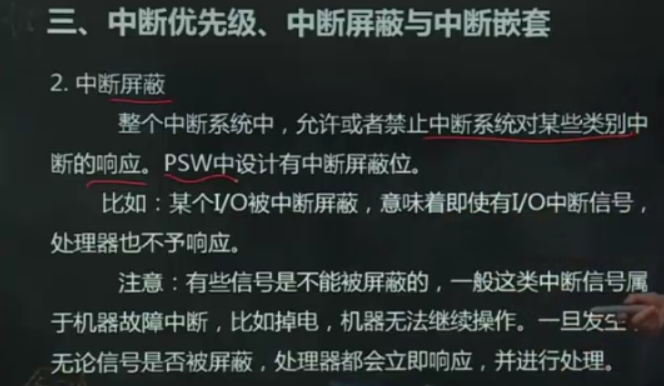 三、中断优先级、中断屏蔽与中断嵌套
2. 中断屏蔽
整个中断系统中，允许或者禁止中断系统对某些类别中
断的响应。PSW中设计有中断屏蔽位。
比如：某个I/O被中断屏蔽，意味着即使有I/O中断信号，
处理器也不予响应。
注意：有些信号是不能被屏蔽的，一般这类中断信号属
于机器故障中断，比如掉电，机器无法继续操作。一旦发生
无论信号是否被屏蔽，处理器都会立即响应，并进行处理。